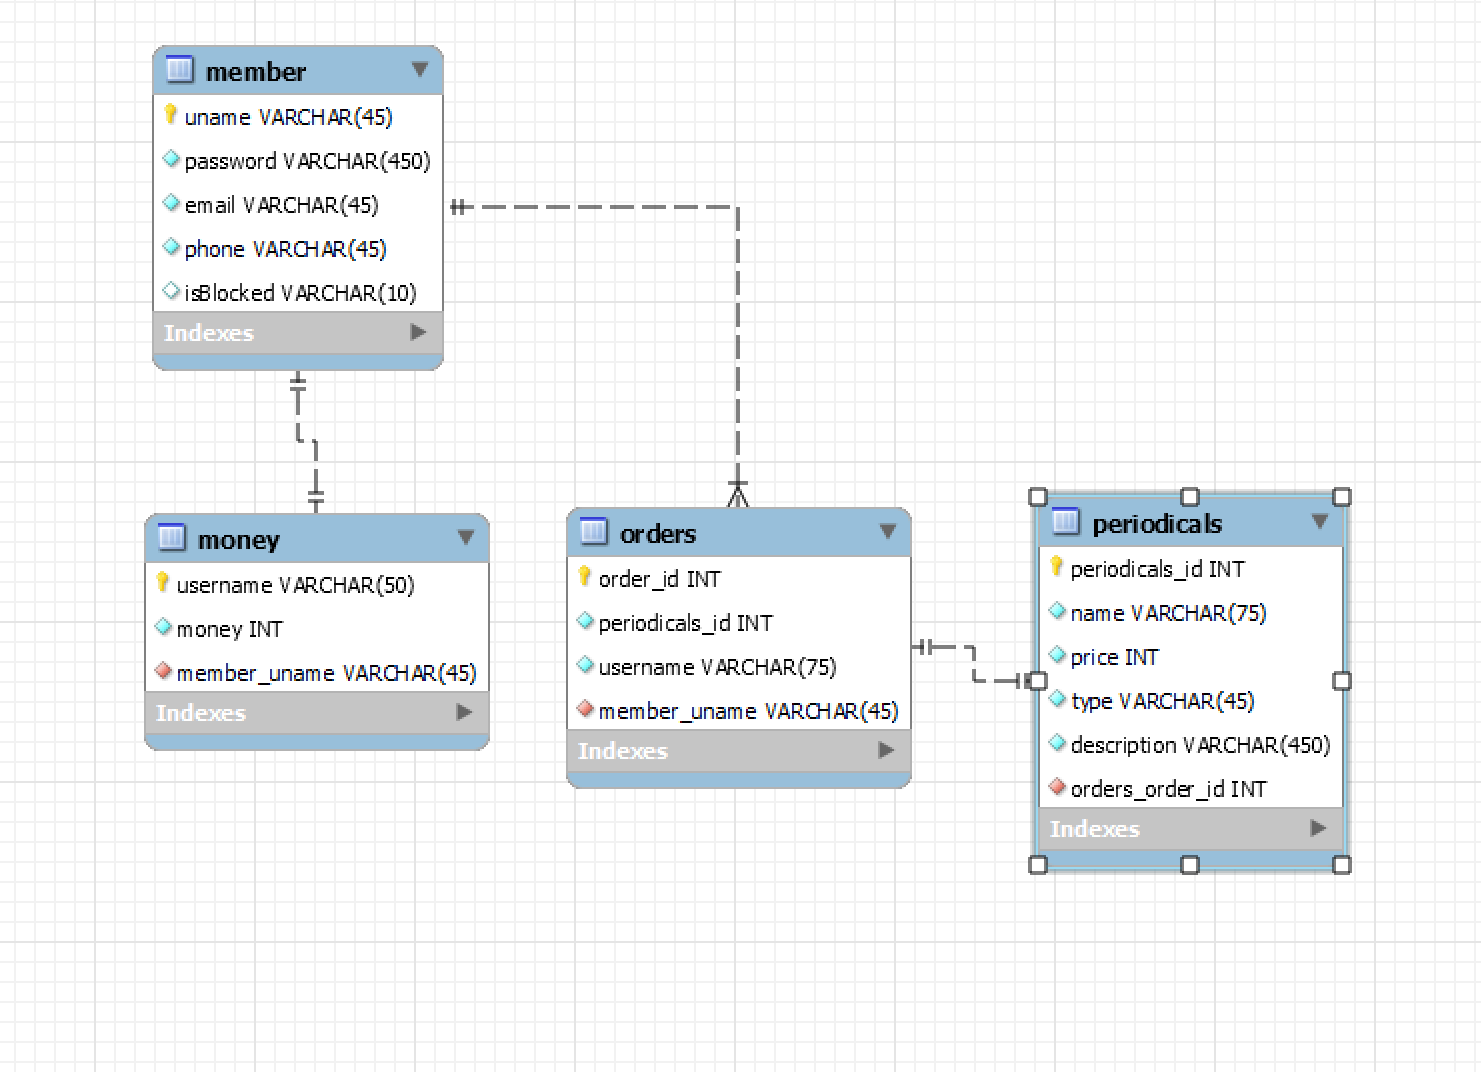 member
uname VARCHAR(45)
password VARCHAR(450)
email VARCHAR(45)
phone VARCHAR(45)
isBlocked VARCHAR(10)
Indexes
money
username VARCHAR(50)
money INT
member_uname VARCHAR(45)
Indexes
orders
order_id INT
periodicals_id INT
username VARCHAR(75)
member_uname VARCHAR(45)
Indexes
periodicals
periodicals_id INT
name VARCHAR(75)
price INT
type VARCHAR(45)
description VARCHAR(450)
orders_order_id INT
Indexes